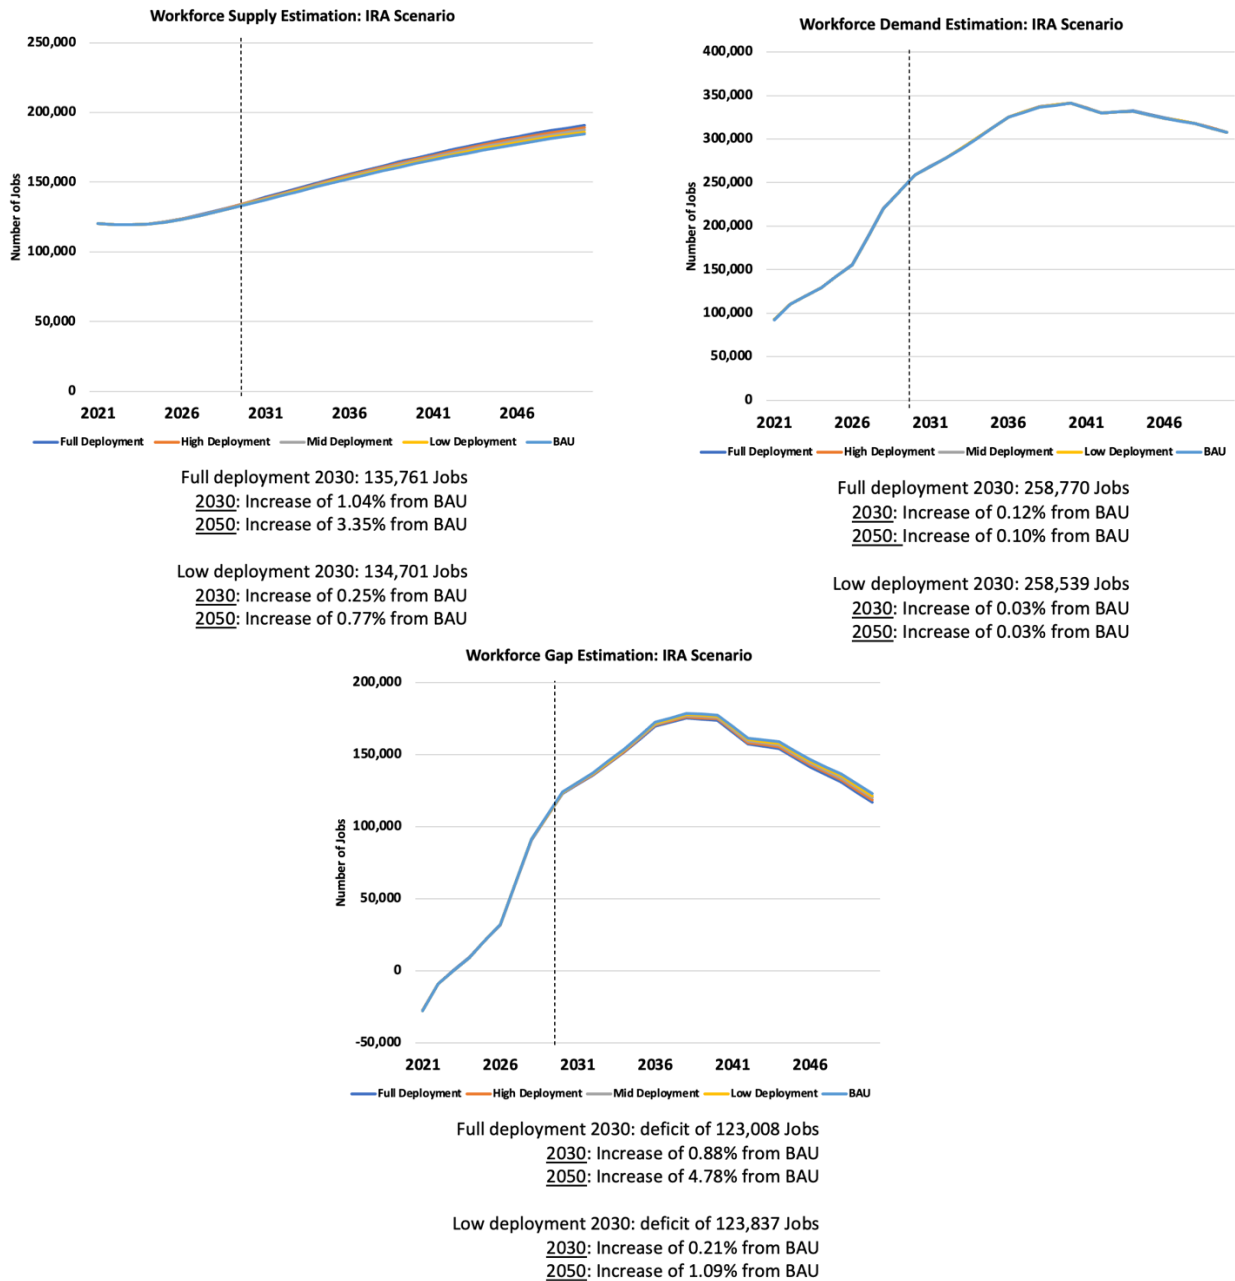 Workforce Supply Estimation: IRA Scenario
250,000
200,000
150,000
100,000
50,000
0
Number of Jobs
2021 2026 2031 2036 2041 2046
Full Deployment High Deployment Mid Deployment Low Deployment BAU
Full deployment 2030: 135,761 Jobs
2030: Increase of 1.04% from BAU
2050: Increase of 3.35% from BAU
Low deployment 2030: 134,701 Jobs
2030: Increase of 0.25% from BAU
2050: Increase of 0.77% from BAU
Workforce Demand Estimation: IRA Scenario
400,000
350,000
300,000
250,000
200,000
150,000
100,000
50,000
0
Number of Jobs
2021 2026 2031 2036 2041 2046
Full Deployment High Deployment Mid Deployment Low Deployment BAU
Full deployment 2030: 258,770 Jobs
2030: Increase of 0.12% from BAU
2050: Increase of 0.10% from BAU
Low deployment 2030: 258,539 Jobs
2030: Increase of 0.03% from BAU
2050: Increase of 0.03% from BAU
Workforce Gap Estimation: IRA Scenario
200,000
150,000
100,000
50,000
0
-50,000
Number of Jobs
2021 2026 2031 2036 2041 2046
Full Deployment High Deployment Mid Deployment Low Deployment BAU
Full deployment 2030: deficit of 123,008 Jobs
2030: Increase of 0.88% from BAU
2050: Increase of 4.78% from BAU
Low deployment 2030: deficit of 123,837 Jobs
2030: Increase of 0.21% from BAU
2050: Increase of 1.09% from BAU